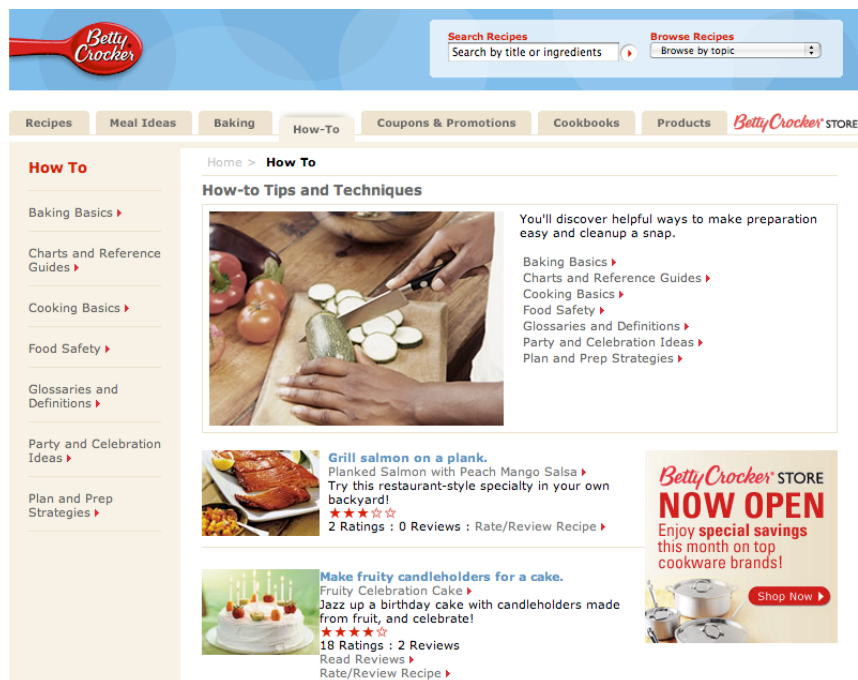 Betty
Crocker
Search Recipes
Search by title or ingredients
Browse Recipes
Browse by topic
Recipes
Meal Ideas
Baking
How-To
Coupons & Promotions
Cookbooks
Products
Betty Crocker STORE
How To
Baking Basics
Charts and Reference
Guides
Cooking Basics
Food Safety
Glossaries and
Definitions
Party and Celebration
Ideas
Plan and Prep
Strategies
Home > How To
How-to Tips and Techniques
You'll discover helpful ways to make preparation
easy and cleanup a snap.
Baking Basics
Charts and Reference Guides
Cooking Basics
Food Safety
Glossaries and Definitions
Party and Celebration Ideas
Plan and Prep Strategies
Grill salmon on a plank.
Planked Salmon with Peach Mango Salsa
Try this restaurant-style specialty in your own
backyard!
2 Ratings : 0 Reviews : Rate/Review Recipe
Make fruity candleholders for a cake.
Fruity Celebration Cake
Jazz up a birthday cake with candleholders made
from fruit, and celebrate!
18 Ratings : 2 Reviews
Read Reviews
Rate/Review Recipe
Betty Crocker STORE
NOW OPEN
Enjoy special savings
this month on top
cookware brands!
Shop Now